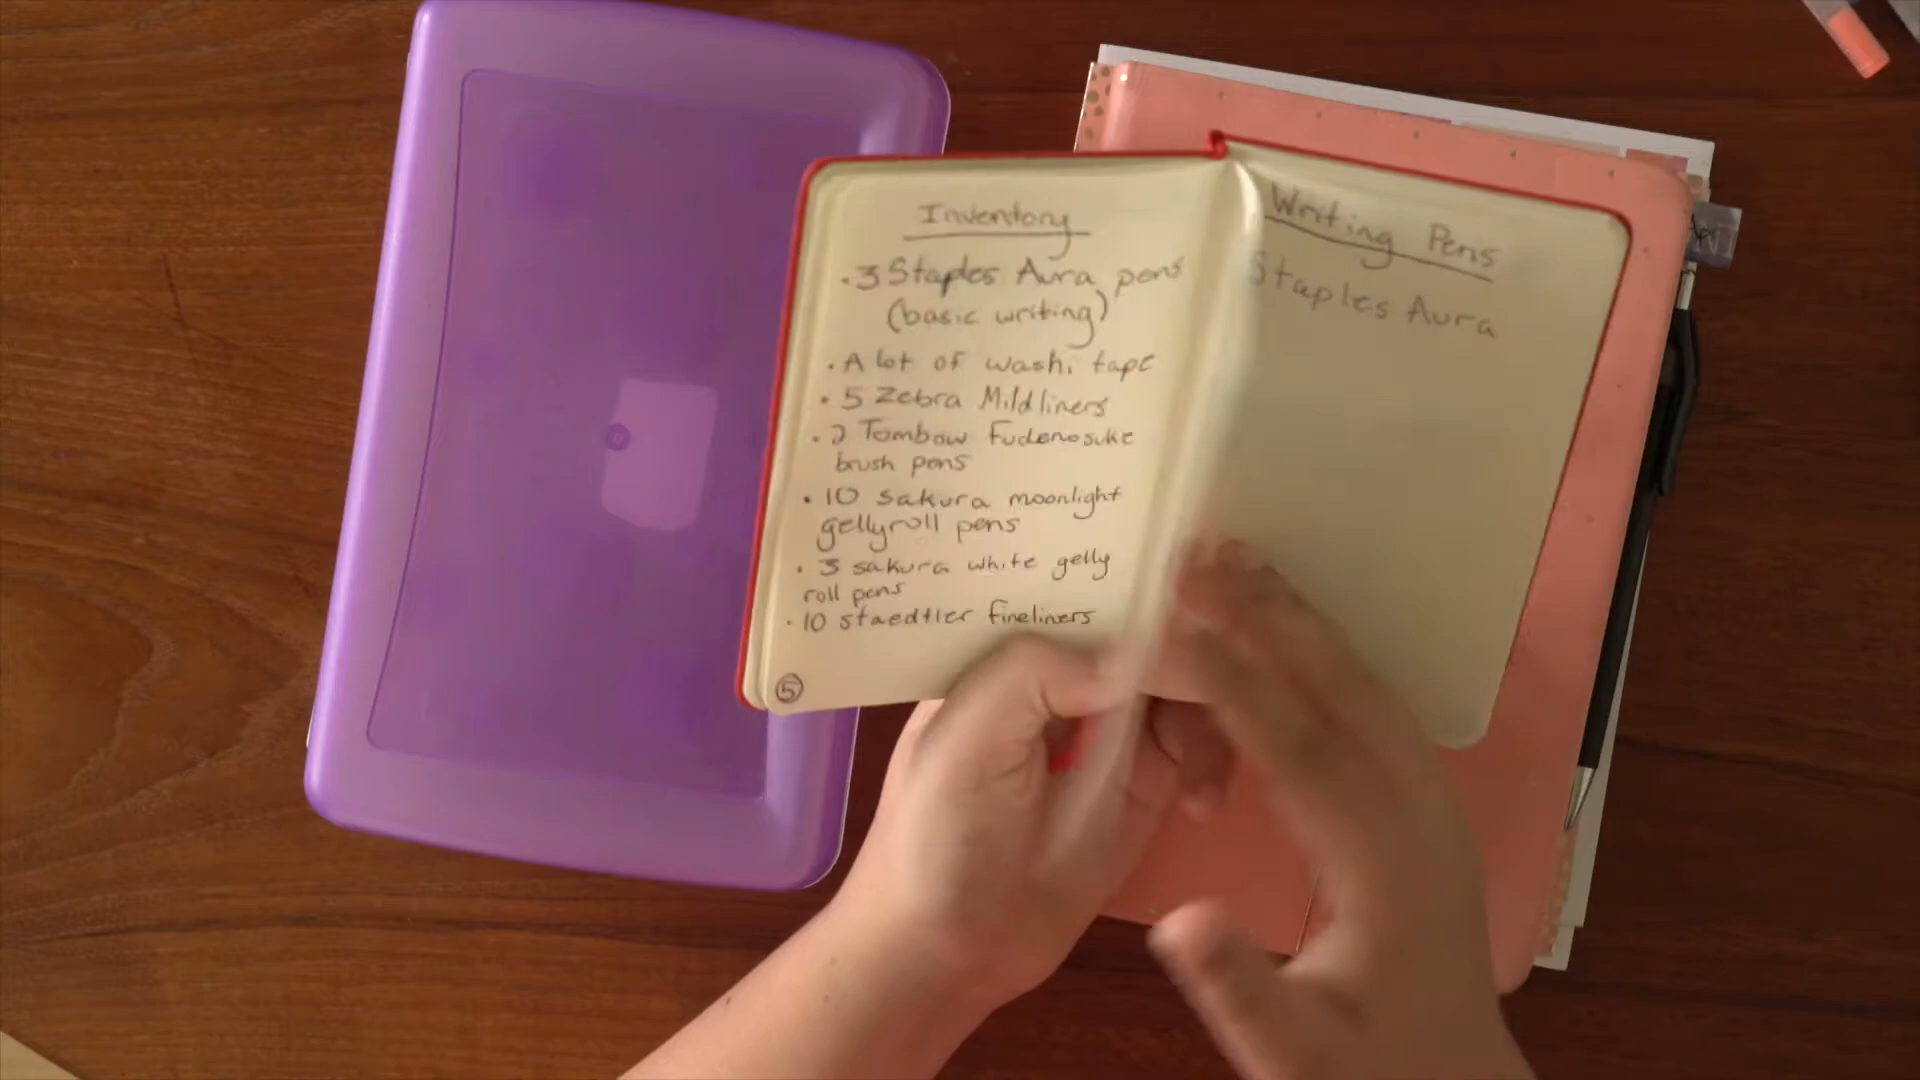 Inventory
• 3 Staples Aura pens
(basic writing)
• A lot of washi tape
• 5 Zebra Mildliners
• 2 Tombow Fudenosuke
brush pens
• 10 sakura moonlight
gellyroll pens
• 3 sakura white gelly
roll pens
• 10 staedtler fineliners
5
Writing Pens
Staples Aura
Apr